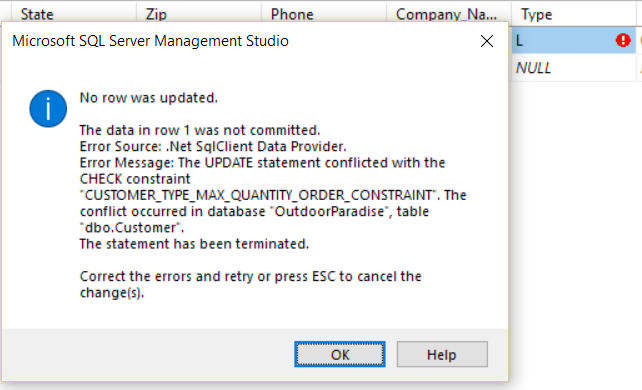 State Zip Phone Company_Na... Type
Microsoft SQL Server Management Studio
L
NULL
No row was updated.
The data in row 1 was not committed.
Error Source: .Net SqlClient Data Provider.
Error Message: The UPDATE statement conflicted with the
CHECK constraint
"CUSTOMER_TYPE_MAX_QUANTITY_ORDER_CONSTRAINT". The
conflict occurred in database "OutdoorParadise", table
"dbo.Customer".
The statement has been terminated.
Correct the errors and retry or press ESC to cancel the
change(s).
OK Help